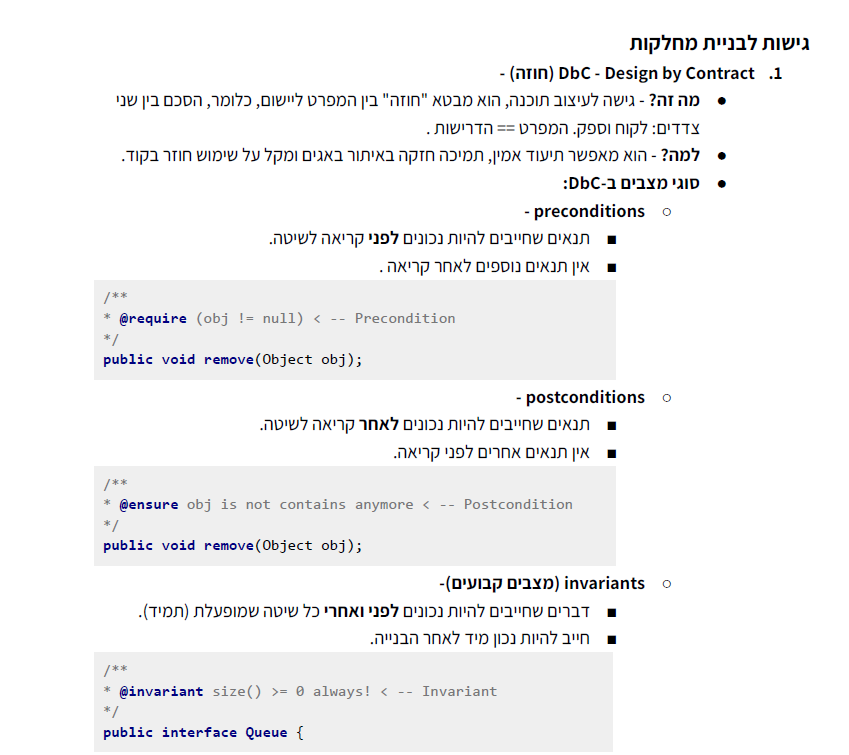 גישות לבניית מחלקות
1. DbC - Design by Contract (חוזה) -
● מה זה? - גישה לעיצוב תוכנה, הוא מבטא "חוזה" בין המפרט ליישום, כלומר, הסכם בין שני
צדדים: לקוח וספק. המפרט == הדרישות .
● למה? - הוא מאפשר תיעוד אמין, תמיכה חזקה באיתור באגים ומקל על שימוש חוזר בקוד.
● סוגי מצבים ב-DbC:
○ preconditions -
■ תנאים שחייבים להיות נכונים לפני קריאה לשיטה.
■ אין תנאים נוספים לאחר קריאה .
/**
* @require (obj != null) < -- Precondition
*/
public void remove(Object obj);
○ postconditions -
■ תנאים שחייבים להיות נכונים לאחר קריאה לשיטה.
■ אין תנאים אחרים לפני קריאה.
/**
* @ensure obj is not contains anymore < -- Postcondition
*/
public void remove(Object obj);
○ invariants (מצבים קבועים)-
■ דברים שחייבים להיות נכונים לפני ואחרי כל שיטה שמופעלת (תמיד).
■ חייב להיות נכון מיד לאחר הבנייה.
/**
* @invariant size() >= 0 always! < -- Invariant
*/
public interface Queue {